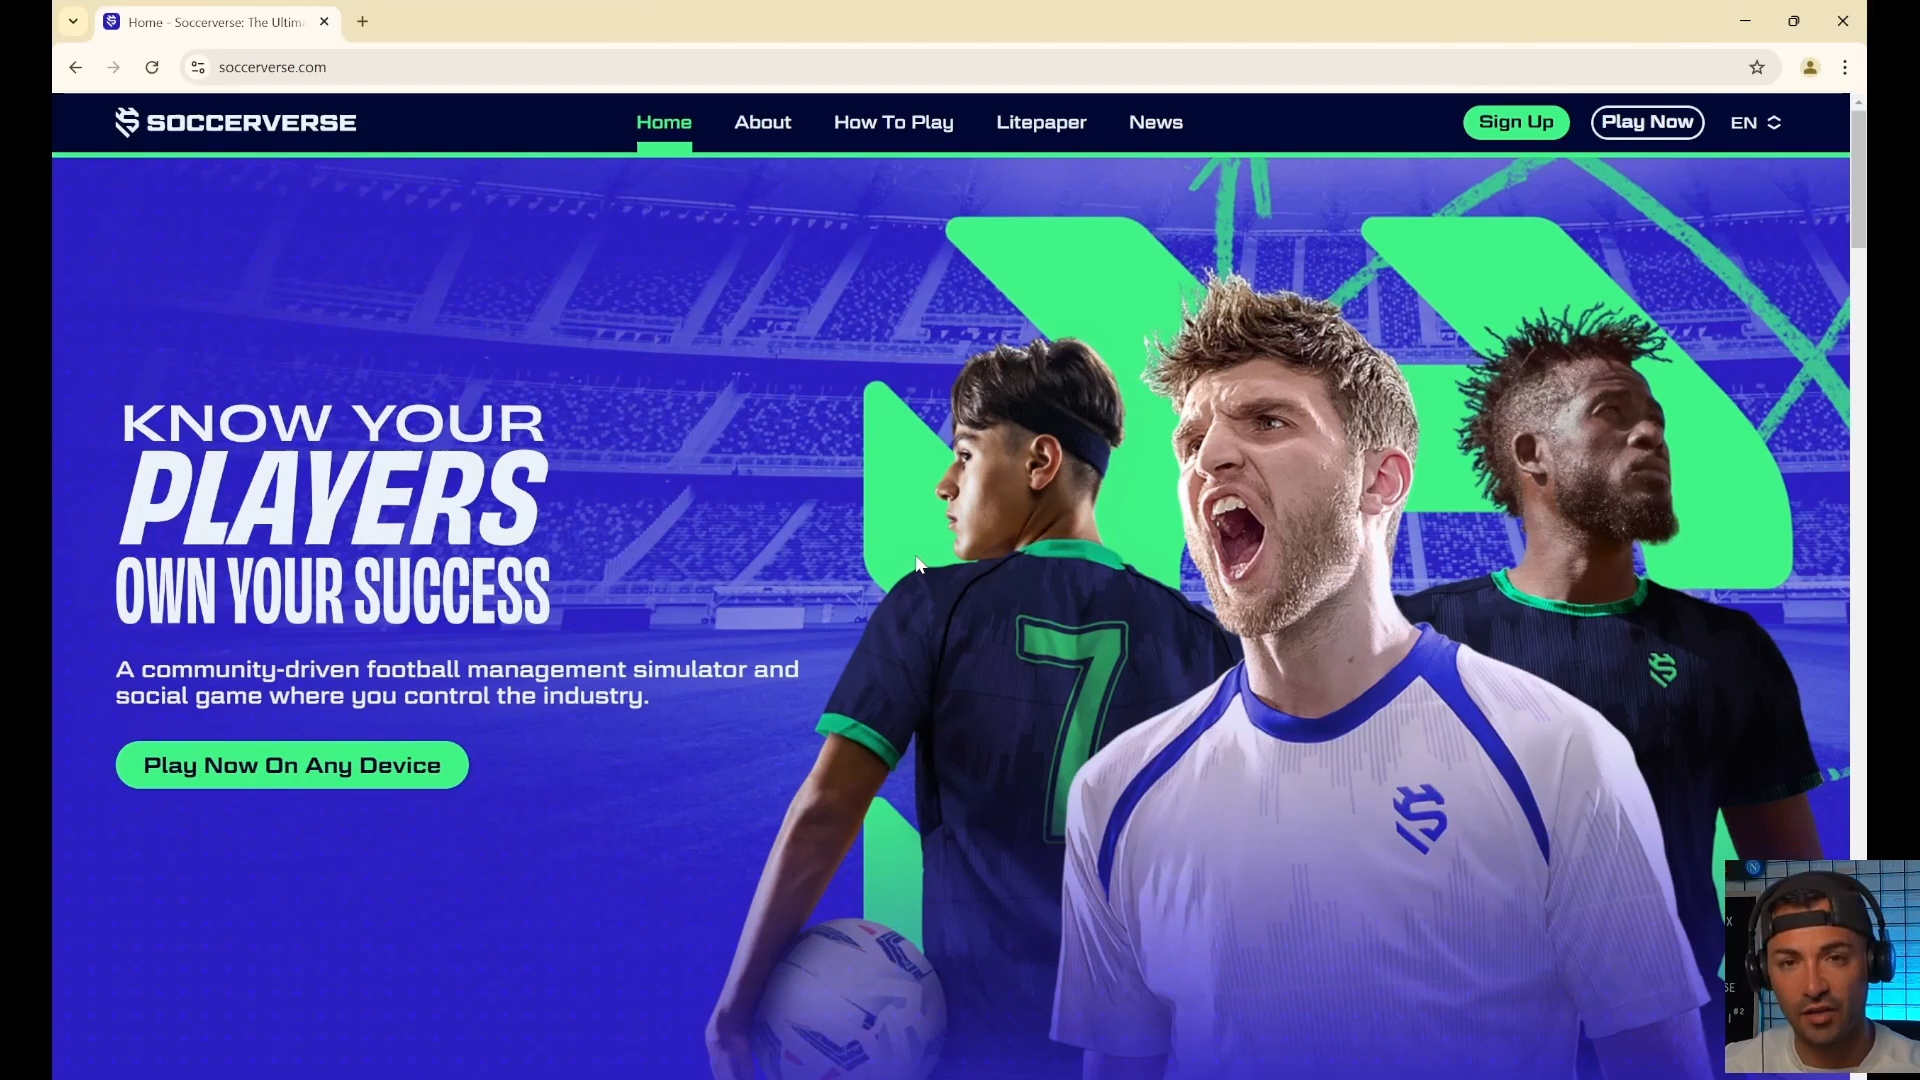 Home - Soccerverse: The Ultim
soccerverse.com
SOCCERVERSE
Home
About
How To Play
Litepaper
News
Sign Up
Play Now
EN
KNOW YOUR
PLAYERS
OWN YOUR SUCCESS
A community-driven football management simulator and
social game where you control the industry.
Play Now On Any Device
7